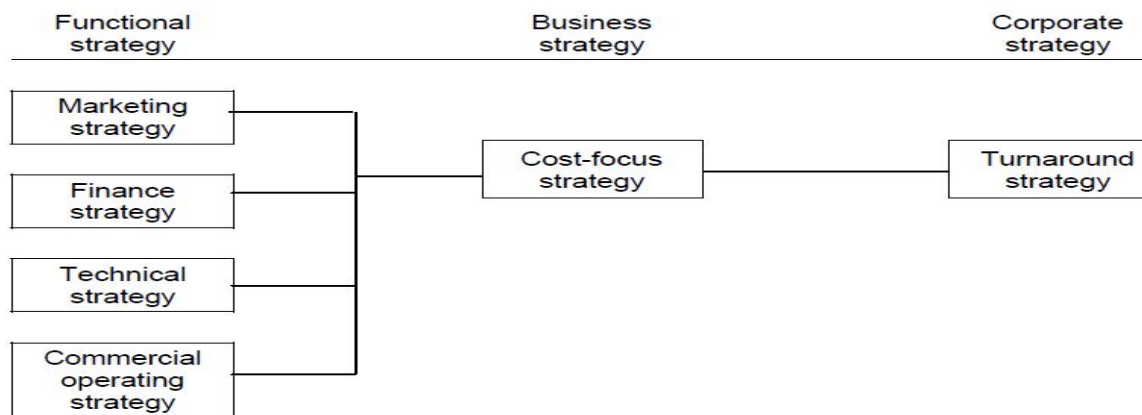 Functional
strategy
Business
strategy
Corporate
strategy
Marketing
strategy
Finance
strategy
Technical
strategy
Commercial
operating
strategy
Cost-focus
strategy
Turnaround
strategy